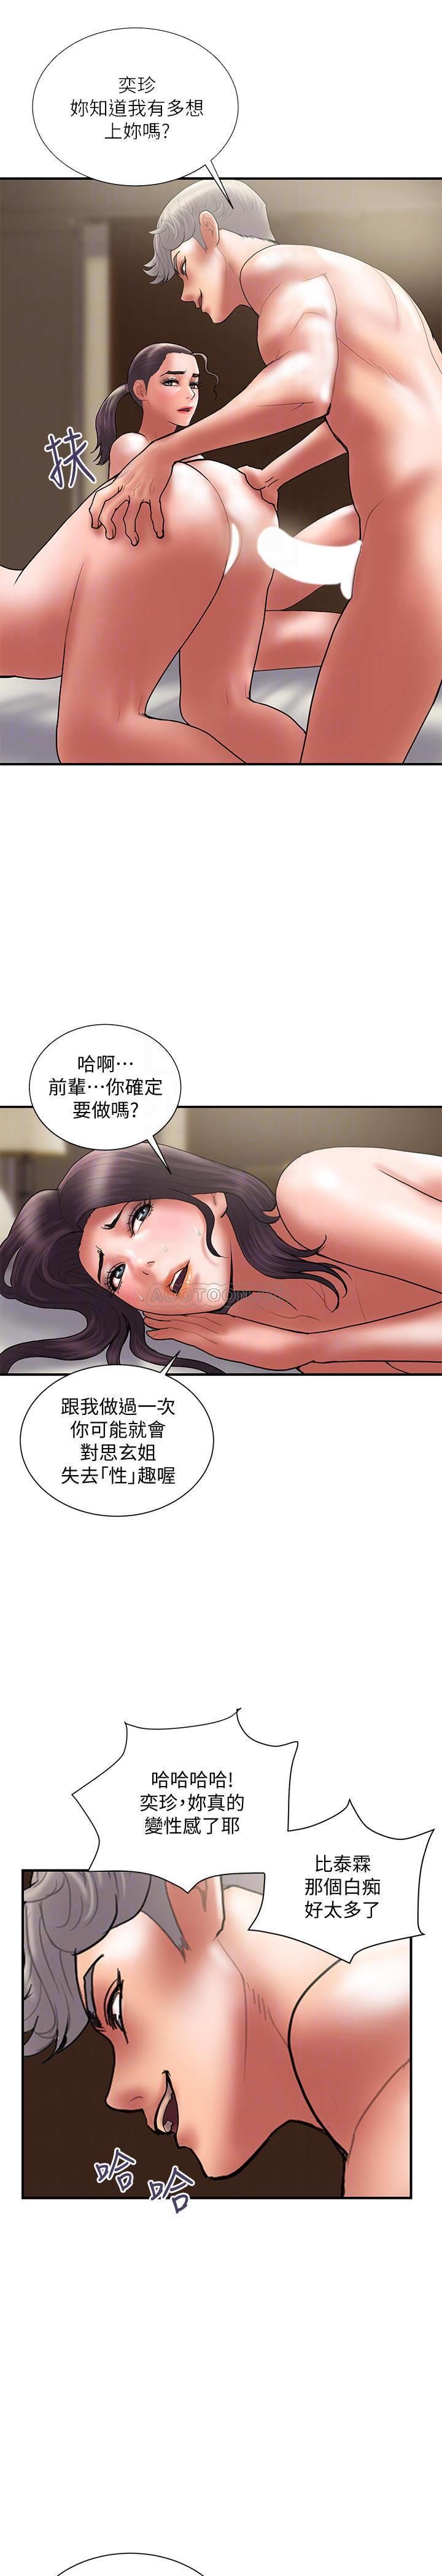 奕珍
妳知道我有多想
上妳嗎?
扶
哈啊⋯
前輩⋯你確定
要做嗎?
跟我做過一次
你可能就會
對思玄姐
失去「性」趣喔
哈哈哈哈!
奕珍,妳真的
變性感了耶
比泰霖
那個白痴
好太多了
哈
哈